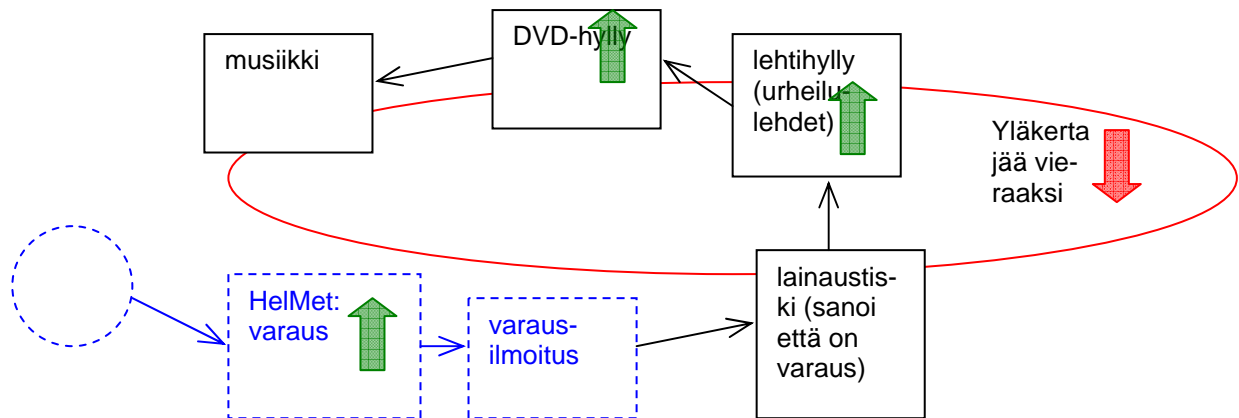 musiikki
DVD-hylly
lehtihylly
(urheilu-
lehdet)
Yläkerta
jää vie-
raaksi
HelMet:
varaus
varaus-
ilmoitus
lainaustis-
ki (sanoi
että on
varaus)